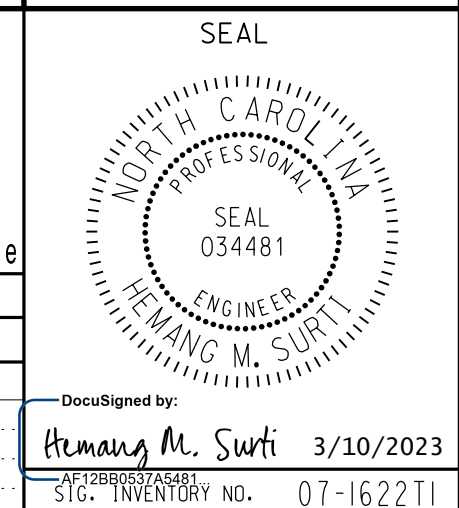 SEAL
NORTH CAROLINA
PROFESSIONAL
SEAL
034481
ENGINEER
HEMANG M. SURTI
e
DocuSigned by:
Hemang M. Surti 3/10/2023
AF12BB0537A5481...
SIG. INVENTORY NO. 07-1622T1